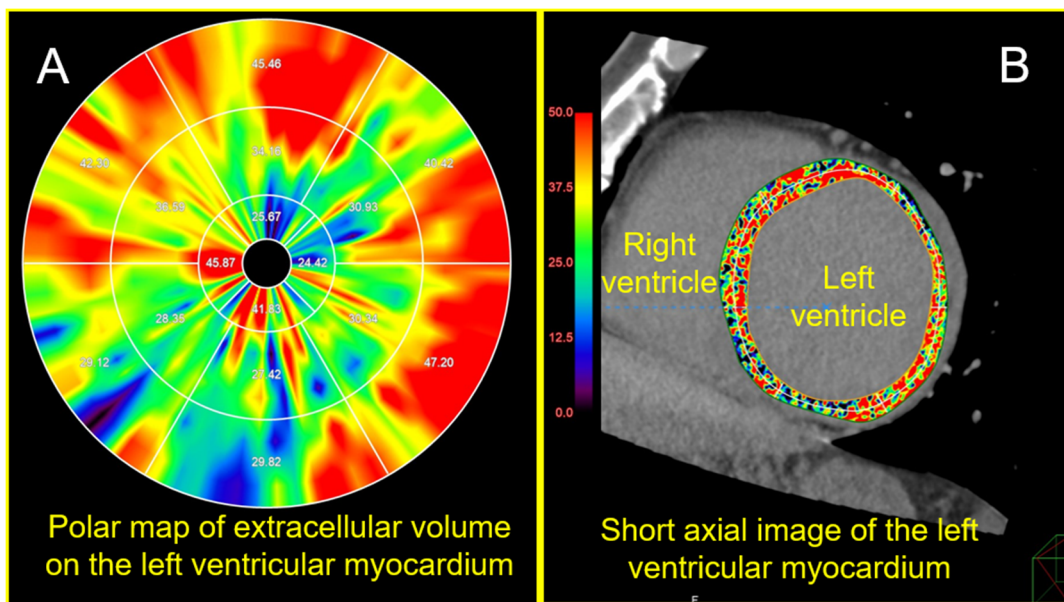 A
45.46
42.30
34.16
40.42
36.59
25.67
30.93
45.87
24.42
28.35
41.83
30.34
29.12
27.42
47.20
29.82
Polar map of extracellular volume
on the left ventricular myocardium
50.0
37.5
25.0
12.5
0.0
B
Right
ventricle
Left
ventricle
Short axial image of the left
ventricular myocardium
F